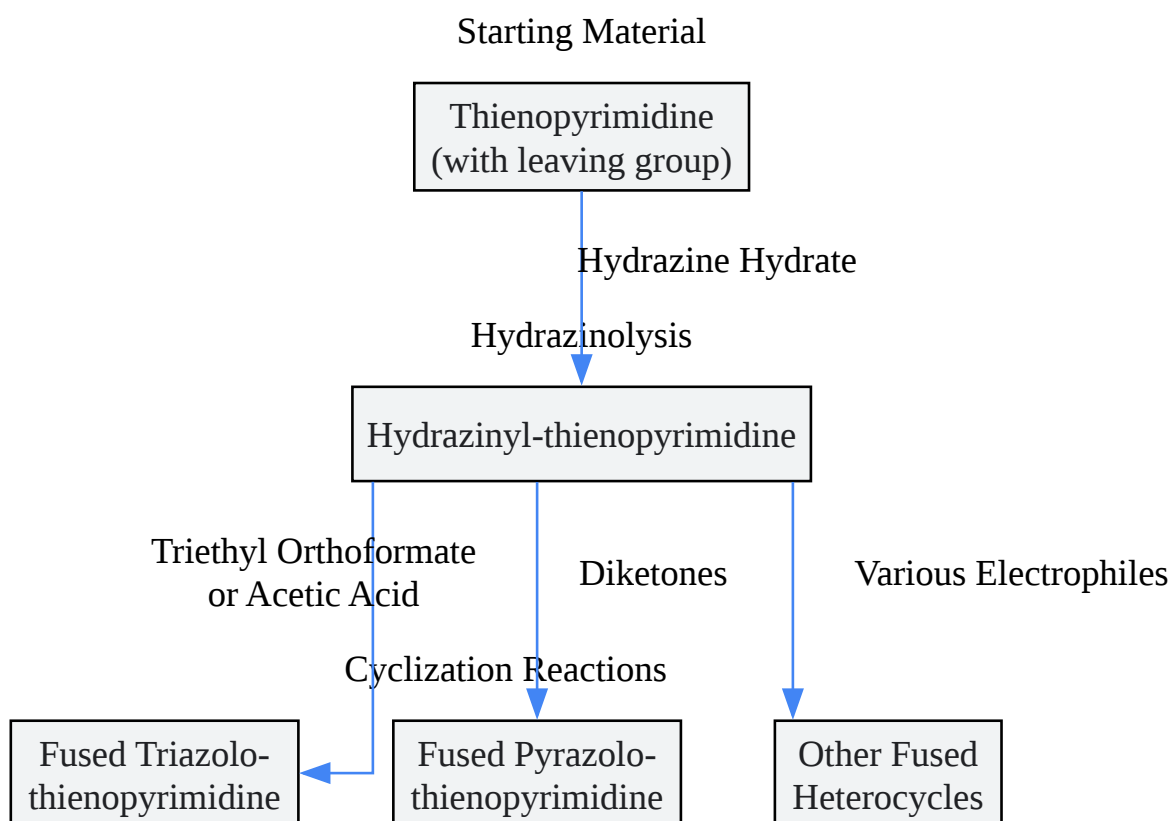 Starting Material
Thienopyrimidine
(with leaving group)
Hydrazine Hydrate
Hydrazinolysis
Hydrazinyl-thienopyrimidine
Triethyl Orthoformate
or Acetic Acid
Diketones
Various Electrophiles
Cyclization Reactions
Fused Triazolo-
thienopyrimidine
Fused Pyrazolo-
thienopyrimidine
Other Fused
Heterocycles